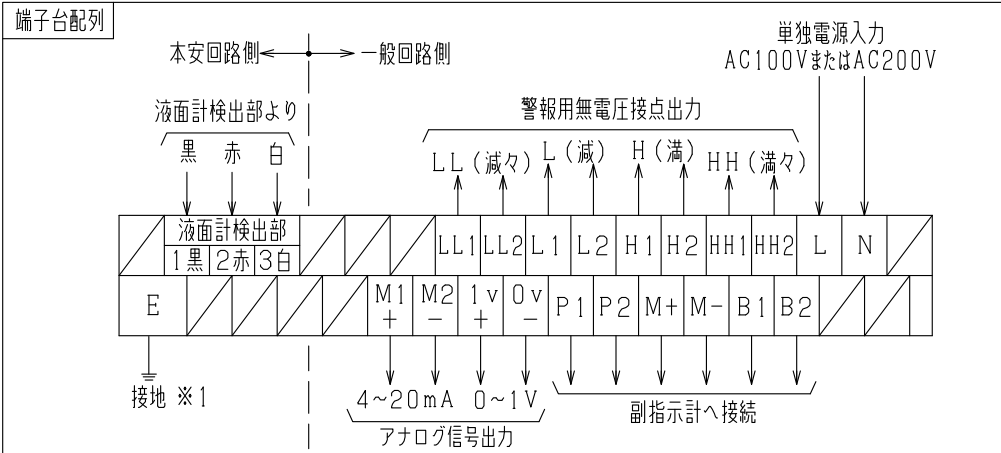 端子台配列
本安回路側 一般回路側
単独電源入力
AC100VまたはAC200V
液面計検出部より
警報用無電圧接点出力
黒 赤 白
LL(減々) L(減) H(満) HH(満々)
液面計検出部
1黒 2赤 3白
LL1 LL2 L1 L2 H1 H2 HH1 HH2 L N
E
M1 + M2 − 1v + 0v − P1 P2 M+ M− B1 B2
接地 ※1
4~20mA 0~1V
アナログ信号出力
副指示計へ接続